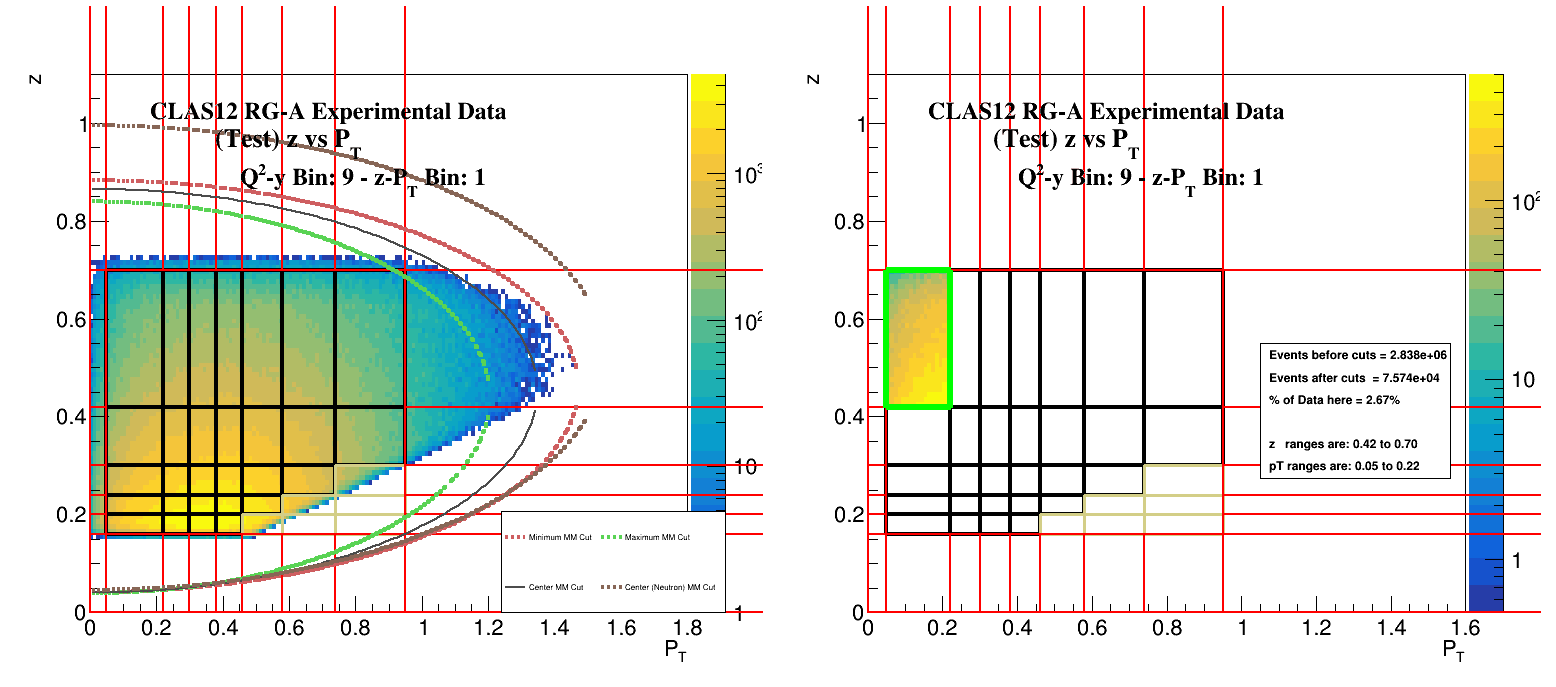 z
CLAS12 RG-A Experimental Data
(Test) z vs P_T
Q²-y Bin: 9 - z-P_T Bin: 1
1
0.8
0.6
0.4
0.2
0
0 0.2 0.4 0.6 0.8 1 1.2 1.4 1.6 1.8
P_T
10³
10²
10
1
Minimum MM Cut
Maximum MM Cut
Center MM Cut
Center (Neutron) MM Cut
z
CLAS12 RG-A Experimental Data
(Test) z vs P_T
Q²-y Bin: 9 - z-P_T Bin: 1
1
0.8
0.6
0.4
0.2
0
0 0.2 0.4 0.6 0.8 1 1.2 1.4 1.6
P_T
10²
10
1
Events before cuts = 2.838e+06
Events after cuts = 7.574e+04
% of Data here = 2.67%
z ranges are: 0.42 to 0.70
pT ranges are: 0.05 to 0.22